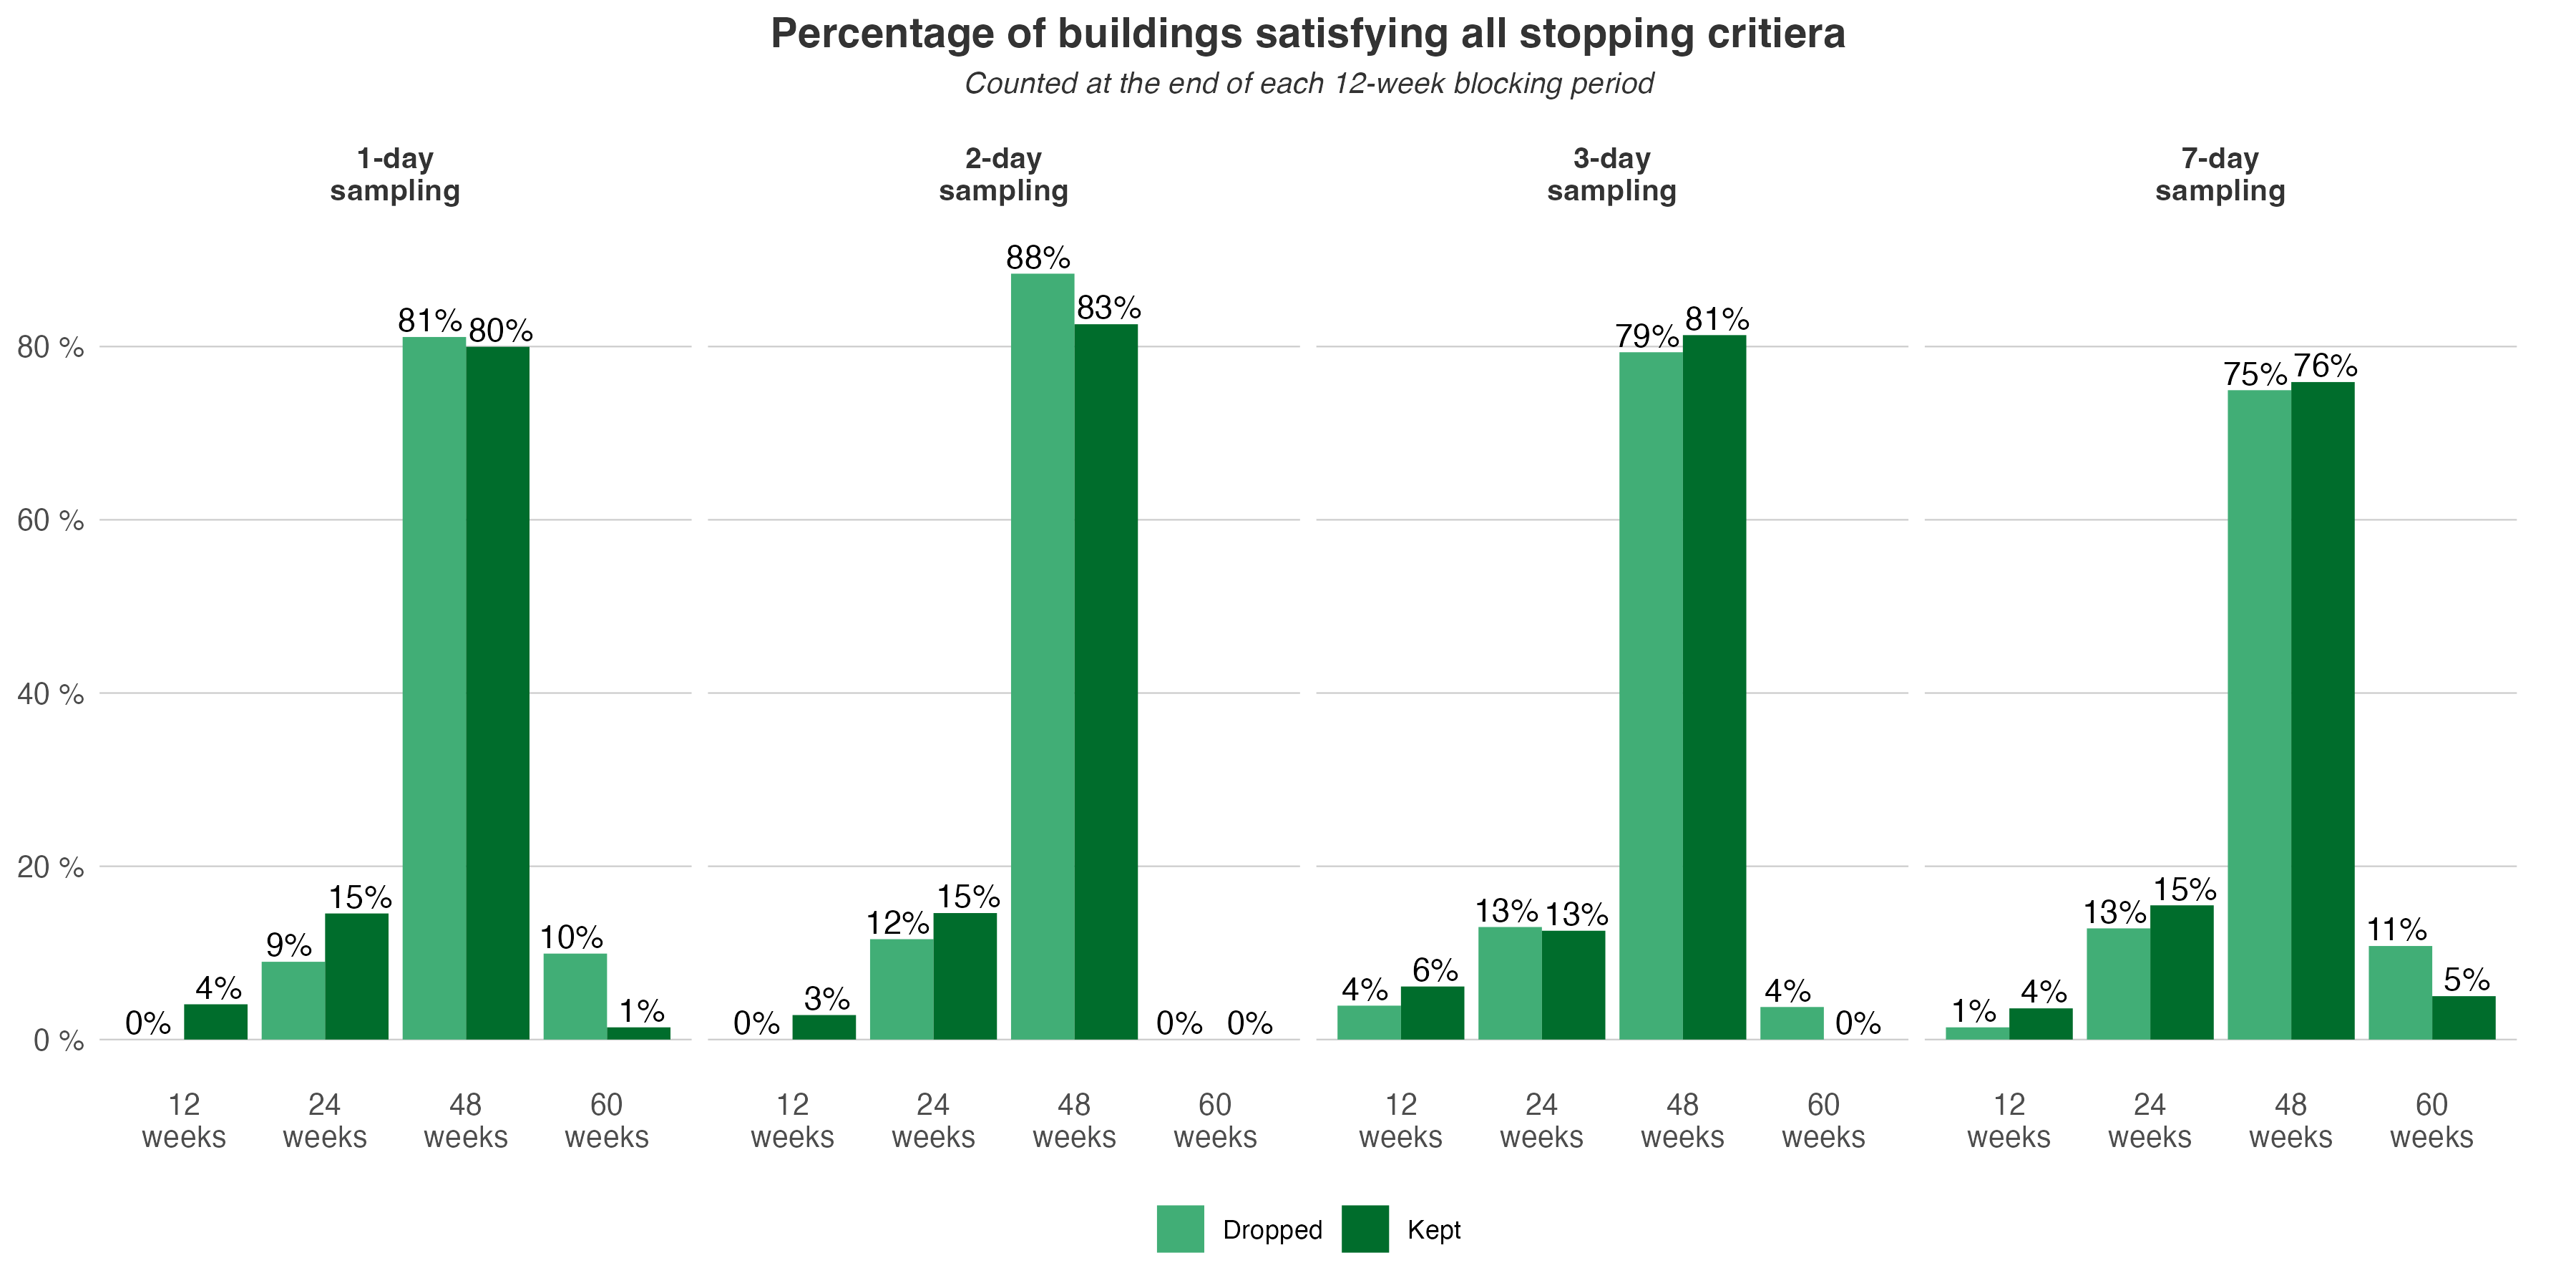 Percentage of buildings satisfying all stopping critiera
Counted at the end of each 12-week blocking period
1-day
sampling
2-day
sampling
3-day
sampling
7-day
sampling
80 %
60 %
40 %
20 %
0 %
0%
4%
9%
15%
81%
80%
10%
1%
0%
3%
12%
15%
88%
83%
0%
0%
4%
6%
13%
13%
79%
81%
4%
0%
1%
4%
13%
15%
75%
76%
11%
5%
12
weeks
24
weeks
48
weeks
60
weeks
12
weeks
24
weeks
48
weeks
60
weeks
12
weeks
24
weeks
48
weeks
60
weeks
12
weeks
24
weeks
48
weeks
60
weeks
Dropped
Kept